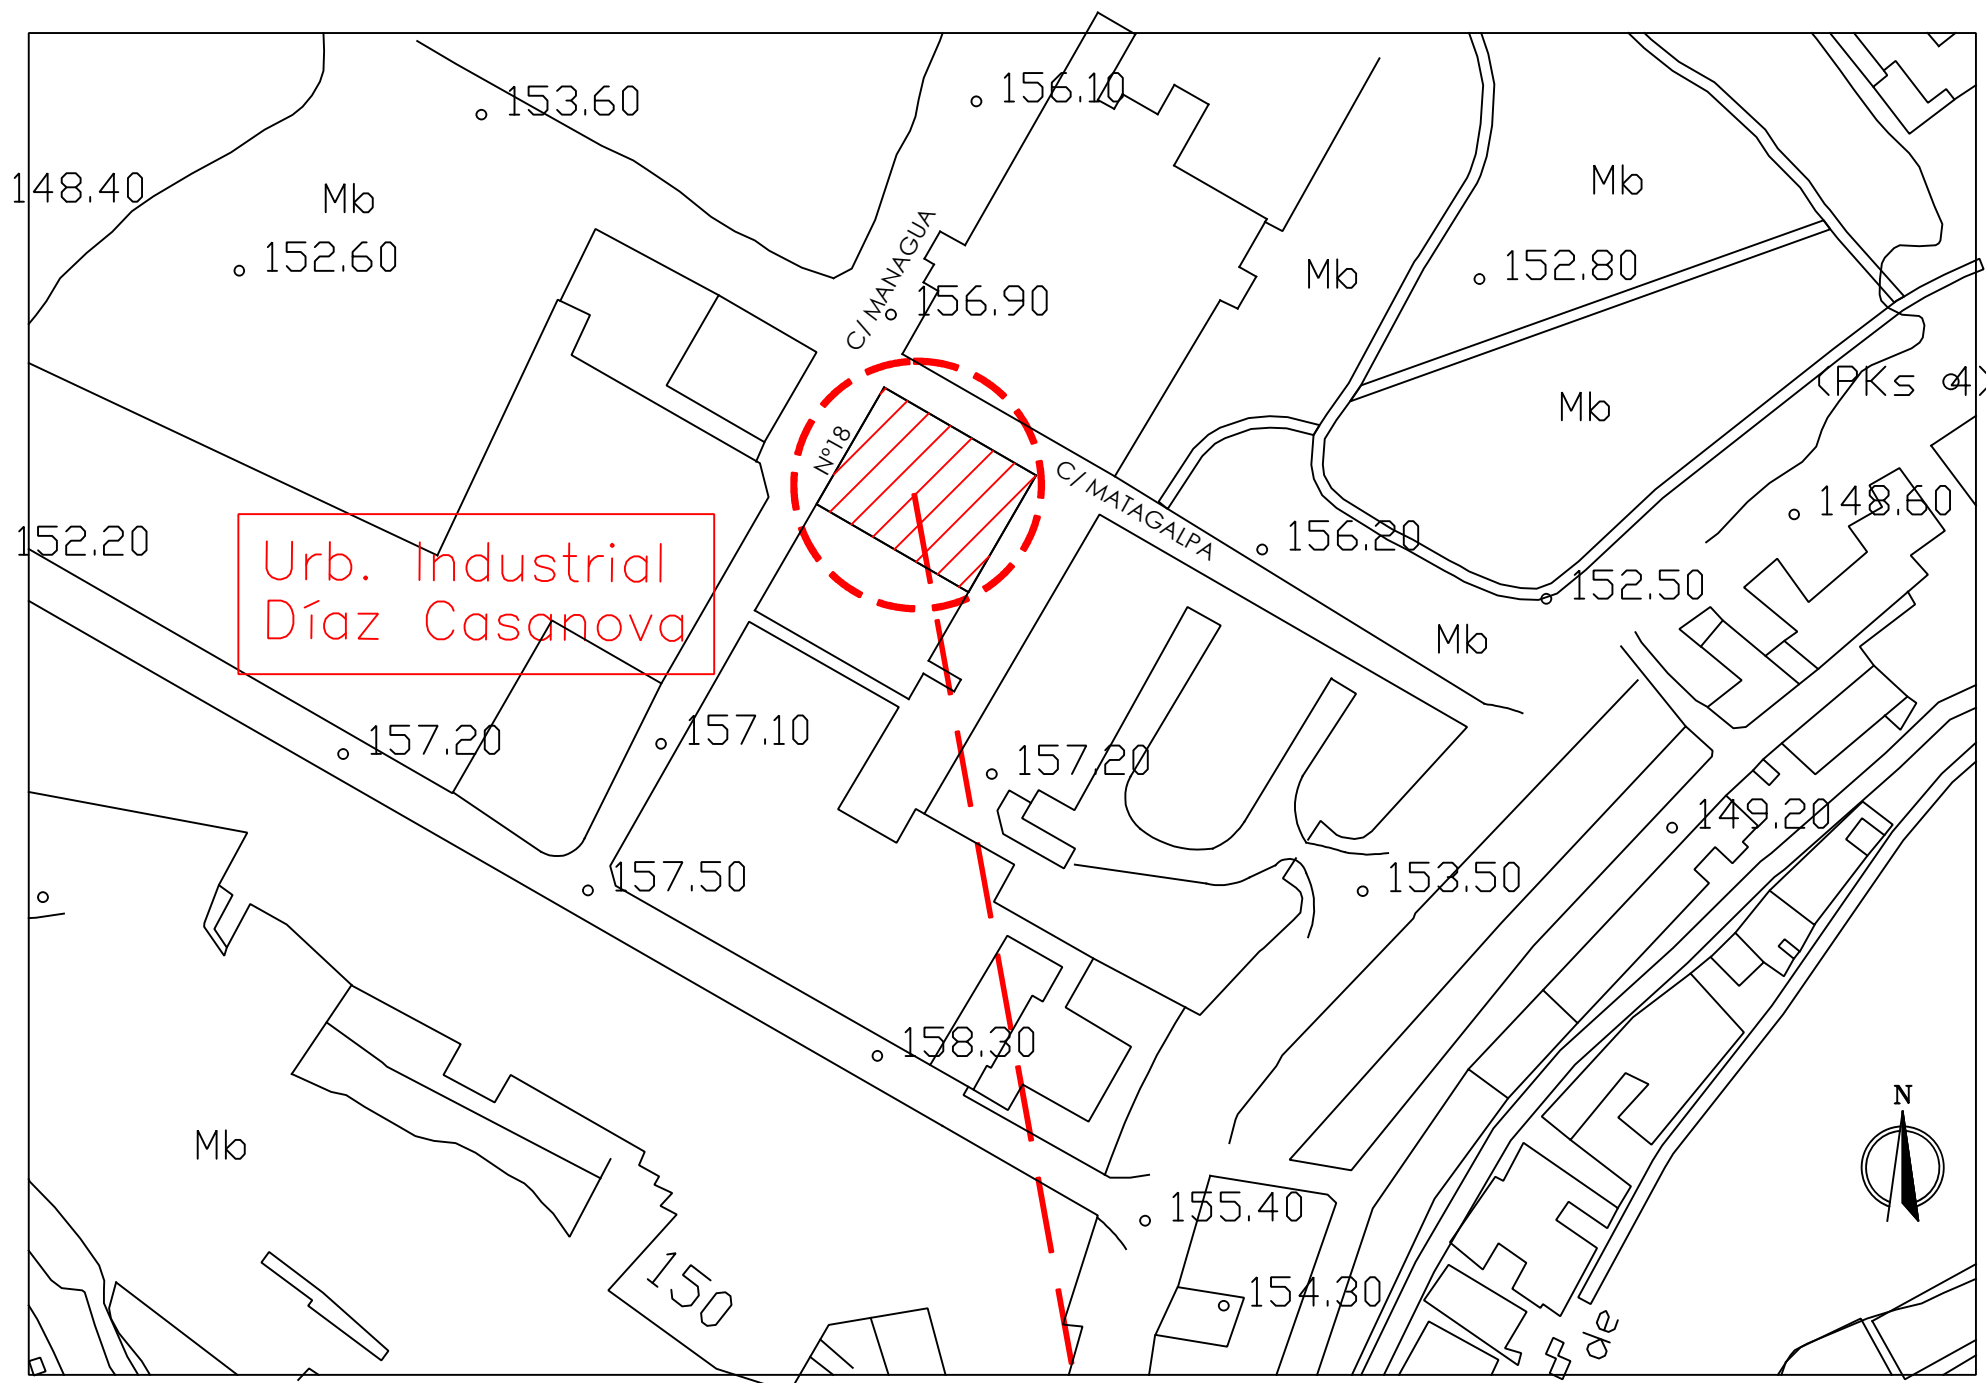 153.60
156.10
148.40
Mb
Mb
152.60
C/ MANAGUA
156.90
Mb
152.80
(PKs 4)
Mb
Nº18
C/ MATAGALPA
148.60
152.20
156.20
Urb. Industrial
Díaz Casanova
152.50
Mb
157.20
157.10
157.20
149.20
157.50
153.50
158.30
N
Mb
155.40
150
154.30
de